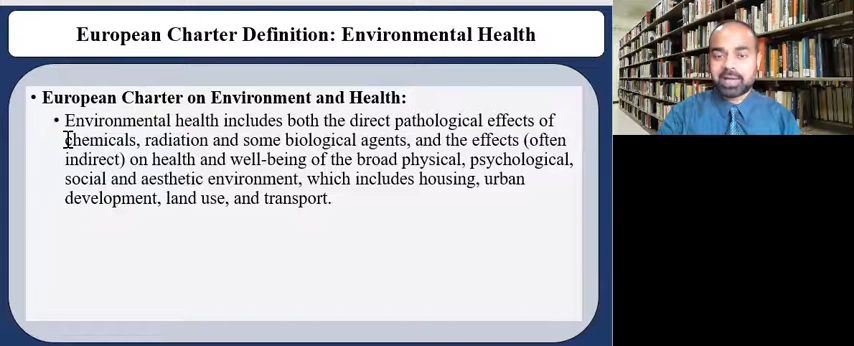 European Charter Definition: Environmental Health
• European Charter on Environment and Health:
• Environmental health includes both the direct pathological effects of
chemicals, radiation and some biological agents, and the effects (often
indirect) on health and well-being of the broad physical, psychological,
social and aesthetic environment, which includes housing, urban
development, land use, and transport.